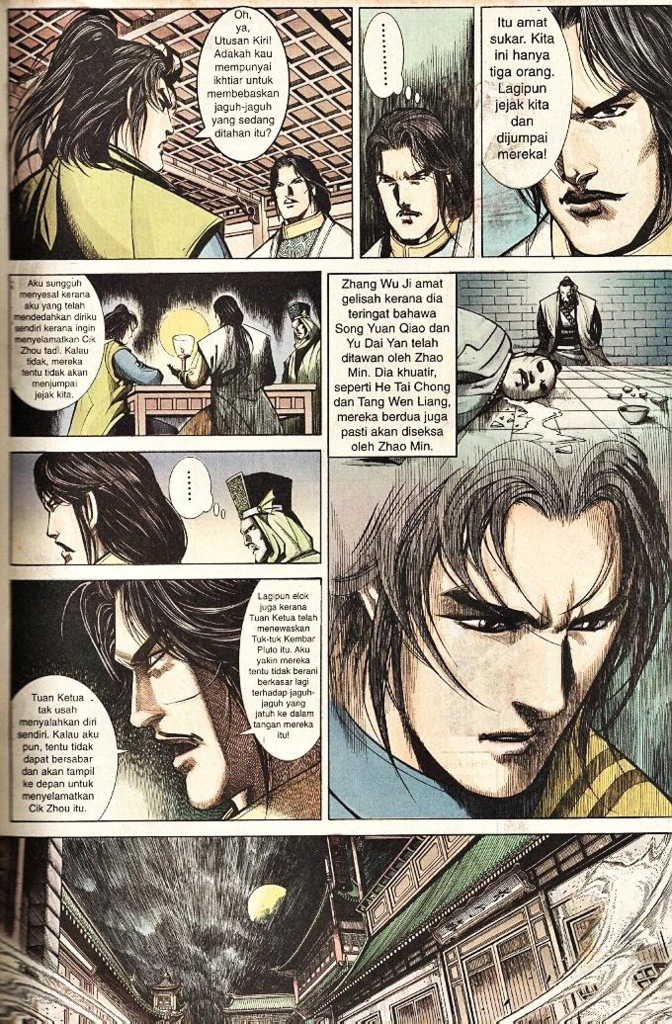 Oh,
ya,
Utusan Kiri!
Adakah kau
mempunyai
ikhtiar untuk
membebaskan
jaguh-jaguh
yang sedang
ditahan itu?
........
Itu amat
sukar. Kita
ini hanya
tiga orang.
Lagipun
jejak kita
dan
dijumpai
mereka!
Aku sungguh
menyesal kerana
aku yang telah
mendedahkan diriku
sendiri kerana ingin
menyelamatkan Cik
Zhou tadi. Kalau
tidak, mereka
tentu tidak akan
menjumpai
jejak kita.
Zhang Wu Ji amat
gelisah kerana dia
teringat bahawa
Song Yuan Qiao dan
Yu Dai Yan telah
ditawan oleh Zhao
Min. Dia khuatir,
seperti He Tai Chong
dan Tang Wen Liang,
mereka berdua juga
pasti akan diseksa
oleh Zhao Min.
......
Lagipun elok
juga kerana
Tuan Ketua telah
menewaskan
Tuk-tuk Kembar
Pluto itu. Aku
yakin mereka
tentu tidak berani
berkasar lagi
terhadap jaguh-
jaguh yang
jatuh ke dalam
tangan mereka
itu!
Tuan Ketua
tak usah
menyalahkan diri
sendiri. Kalau aku
pun, tentu tidak
dapat bersabar
dan akan tampil
ke depan untuk
menyelamatkan
Cik Zhou itu.